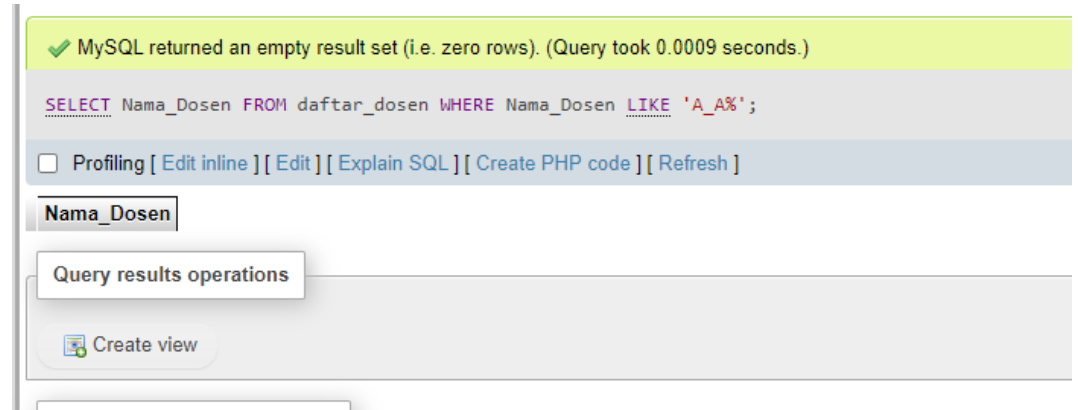 MySQL returned an empty result set (i.e. zero rows). (Query took 0.0009 seconds.)
SELECT Nama_Dosen FROM daftar_dosen WHERE Nama_Dosen LIKE 'A_A%';
Profiling [ Edit inline ] [ Edit ] [ Explain SQL ] [ Create PHP code ] [ Refresh ]
Nama_Dosen
Query results operations
Create view